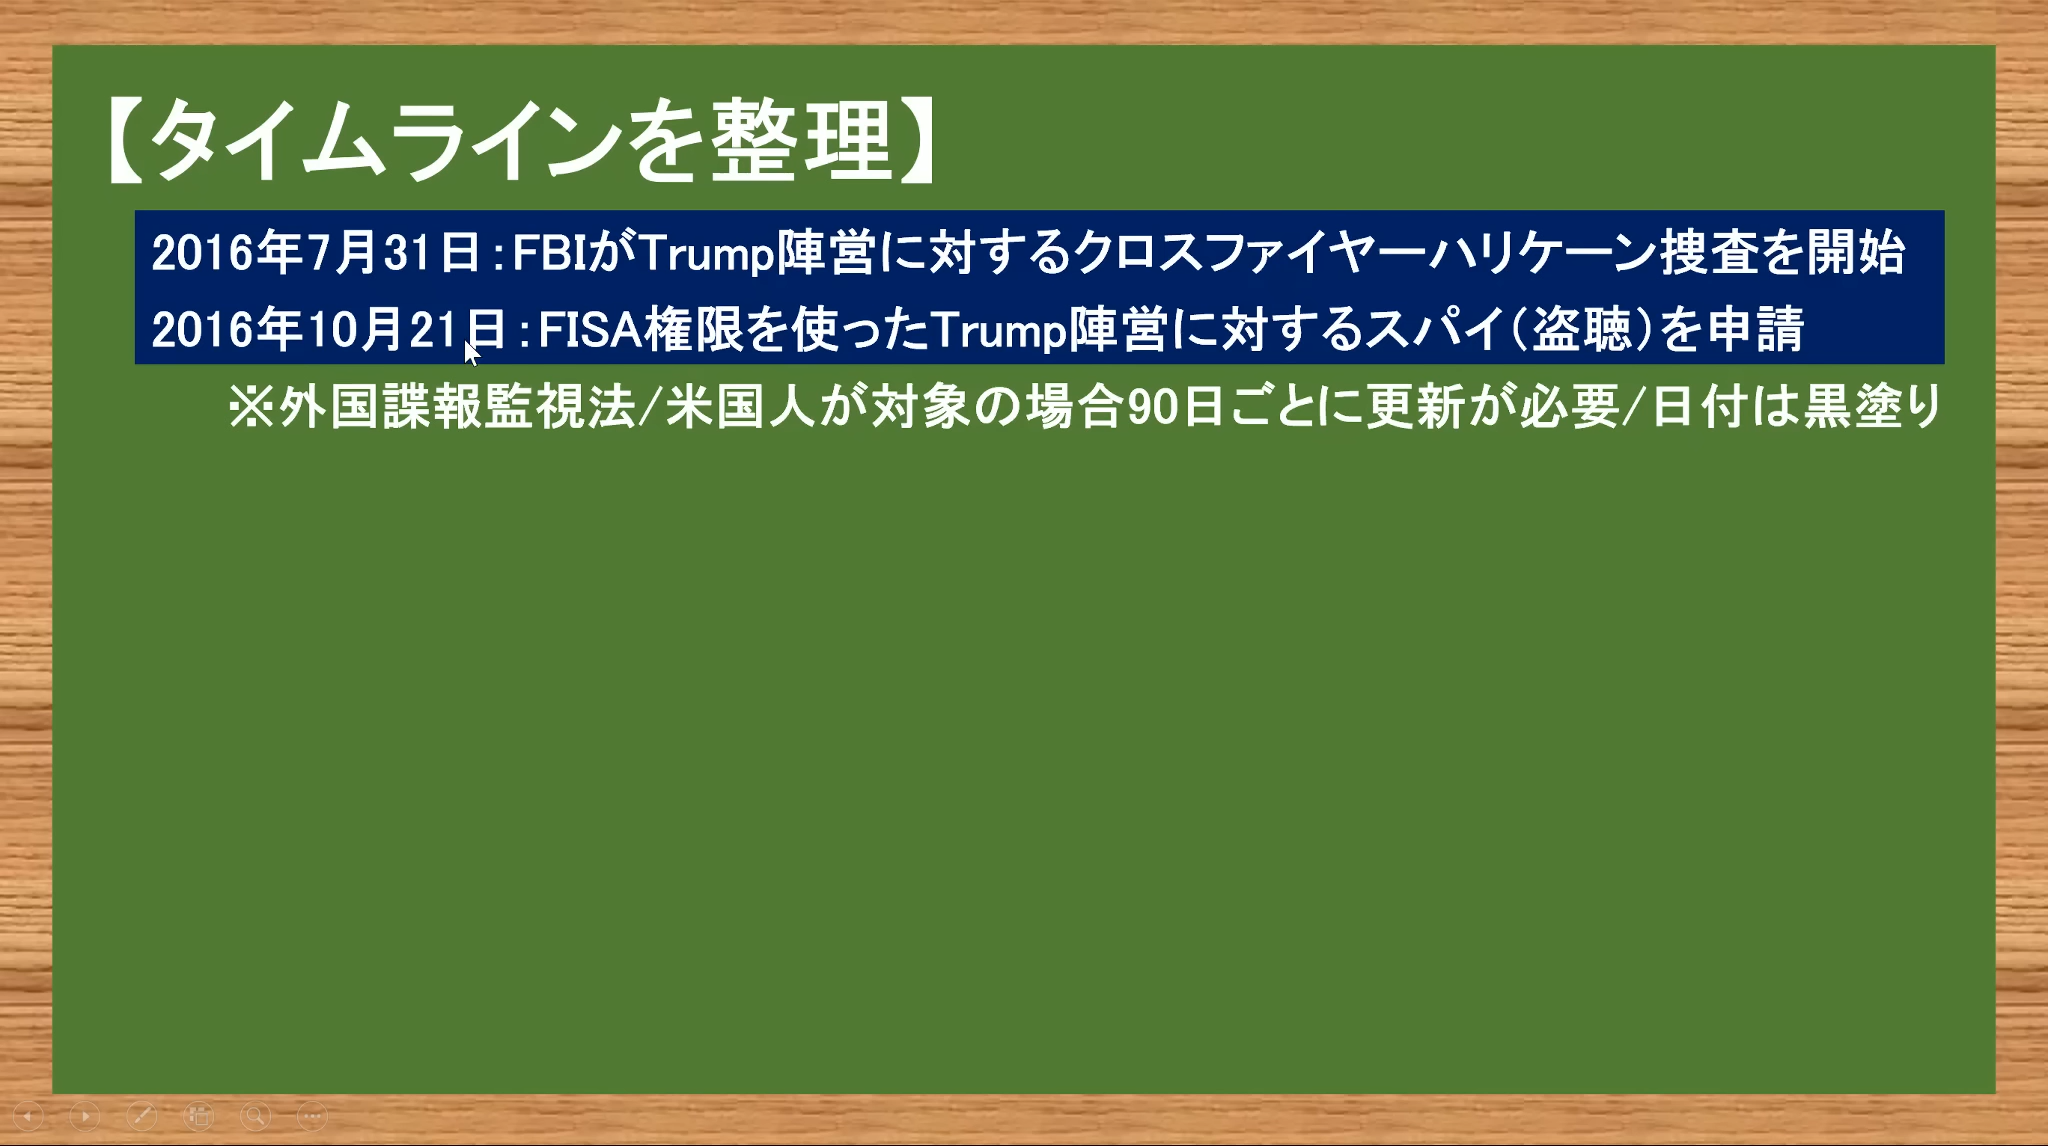 【タイムラインを整理】
2016年7月31日：FBIがTrump陣営に対するクロスファイヤーハリケーン捜査を開始
2016年10月21日：FISA権限を使ったTrump陣営に対するスパイ（盗聴）を申請
※外国諜報監視法/米国人が対象の場合90日ごとに更新が必要/日付は黒塗り